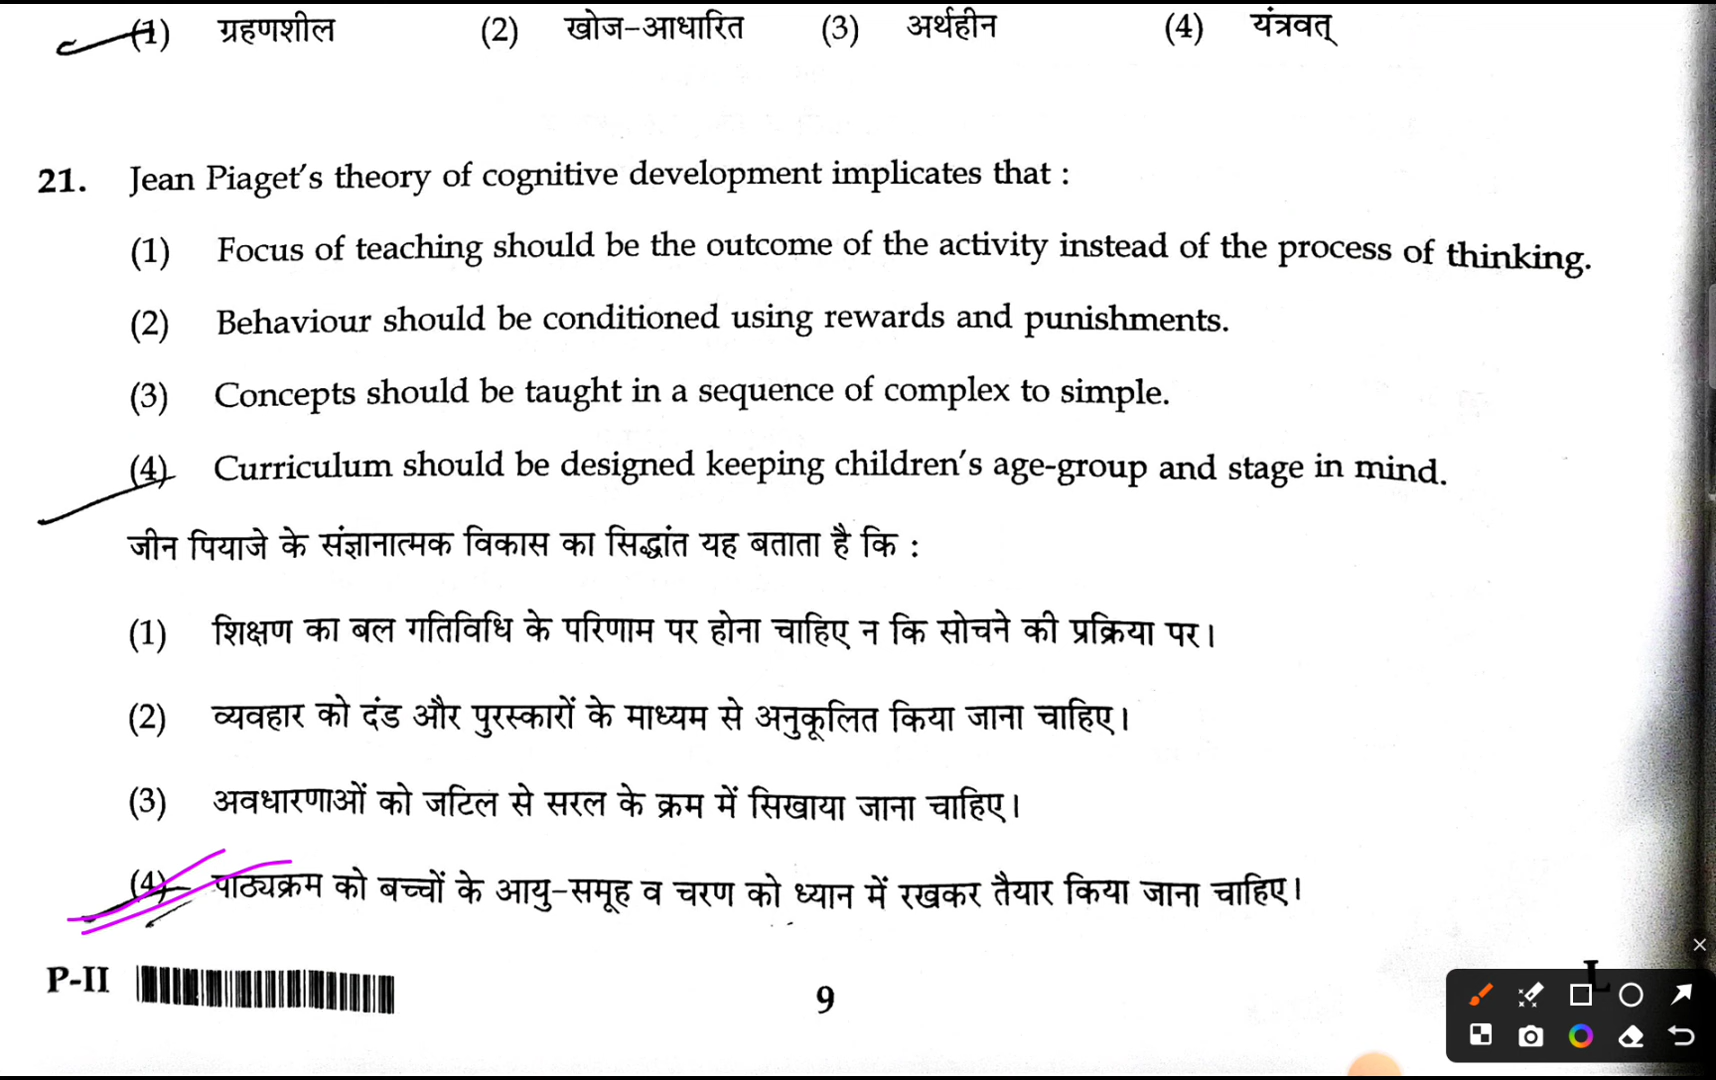 (1) ग्रहणशील (2) खोज-आधारित (3) अर्थहीन (4) यंत्रवत्
21. Jean Piaget's theory of cognitive development implicates that :
(1) Focus of teaching should be the outcome of the activity instead of the process of thinking.
(2) Behaviour should be conditioned using rewards and punishments.
(3) Concepts should be taught in a sequence of complex to simple.
(4) Curriculum should be designed keeping children's age-group and stage in mind.
जीन पियाजे के संज्ञानात्मक विकास का सिद्धांत यह बताता है कि :
(1) शिक्षण का बल गतिविधि के परिणाम पर होना चाहिए न कि सोचने की प्रक्रिया पर।
(2) व्यवहार को दंड और पुरस्कारों के माध्यम से अनुकूलित किया जाना चाहिए।
(3) अवधारणाओं को जटिल से सरल के क्रम में सिखाया जाना चाहिए।
(4) पाठ्यक्रम को बच्चों के आयु-समूह व चरण को ध्यान में रखकर तैयार किया जाना चाहिए।
P-II 9 L